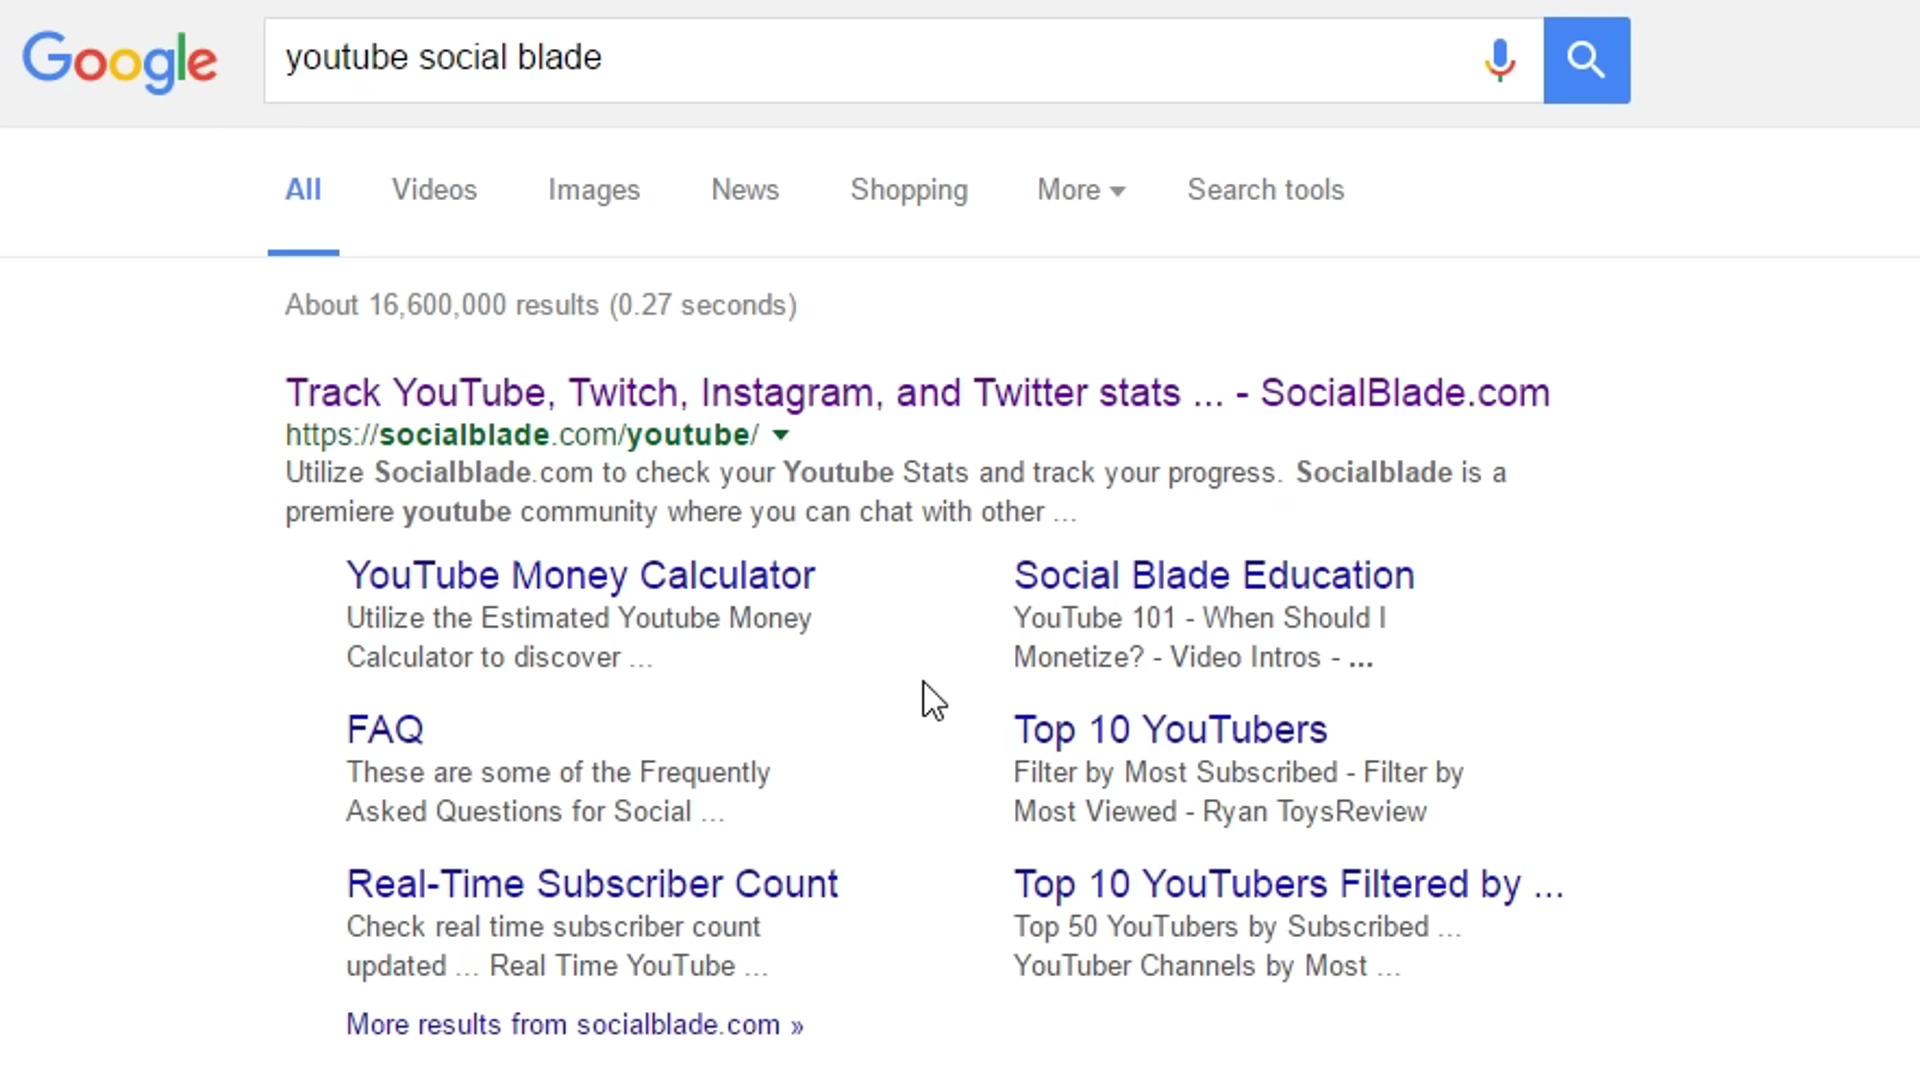 Google
youtube social blade
All Videos Images News Shopping More Search tools
About 16,600,000 results (0.27 seconds)
Track YouTube, Twitch, Instagram, and Twitter stats ... - SocialBlade.com
https://socialblade.com/youtube/
Utilize Socialblade.com to check your Youtube Stats and track your progress. Socialblade is a
premiere youtube community where you can chat with other ...
YouTube Money Calculator
Utilize the Estimated Youtube Money
Calculator to discover ...
Social Blade Education
YouTube 101 - When Should I
Monetize? - Video Intros - ...
FAQ
These are some of the Frequently
Asked Questions for Social ...
Top 10 YouTubers
Filter by Most Subscribed - Filter by
Most Viewed - Ryan ToysReview
Real-Time Subscriber Count
Check real time subscriber count
updated ... Real Time YouTube ...
Top 10 YouTubers Filtered by ...
Top 50 YouTubers by Subscribed ...
YouTuber Channels by Most ...
More results from socialblade.com »